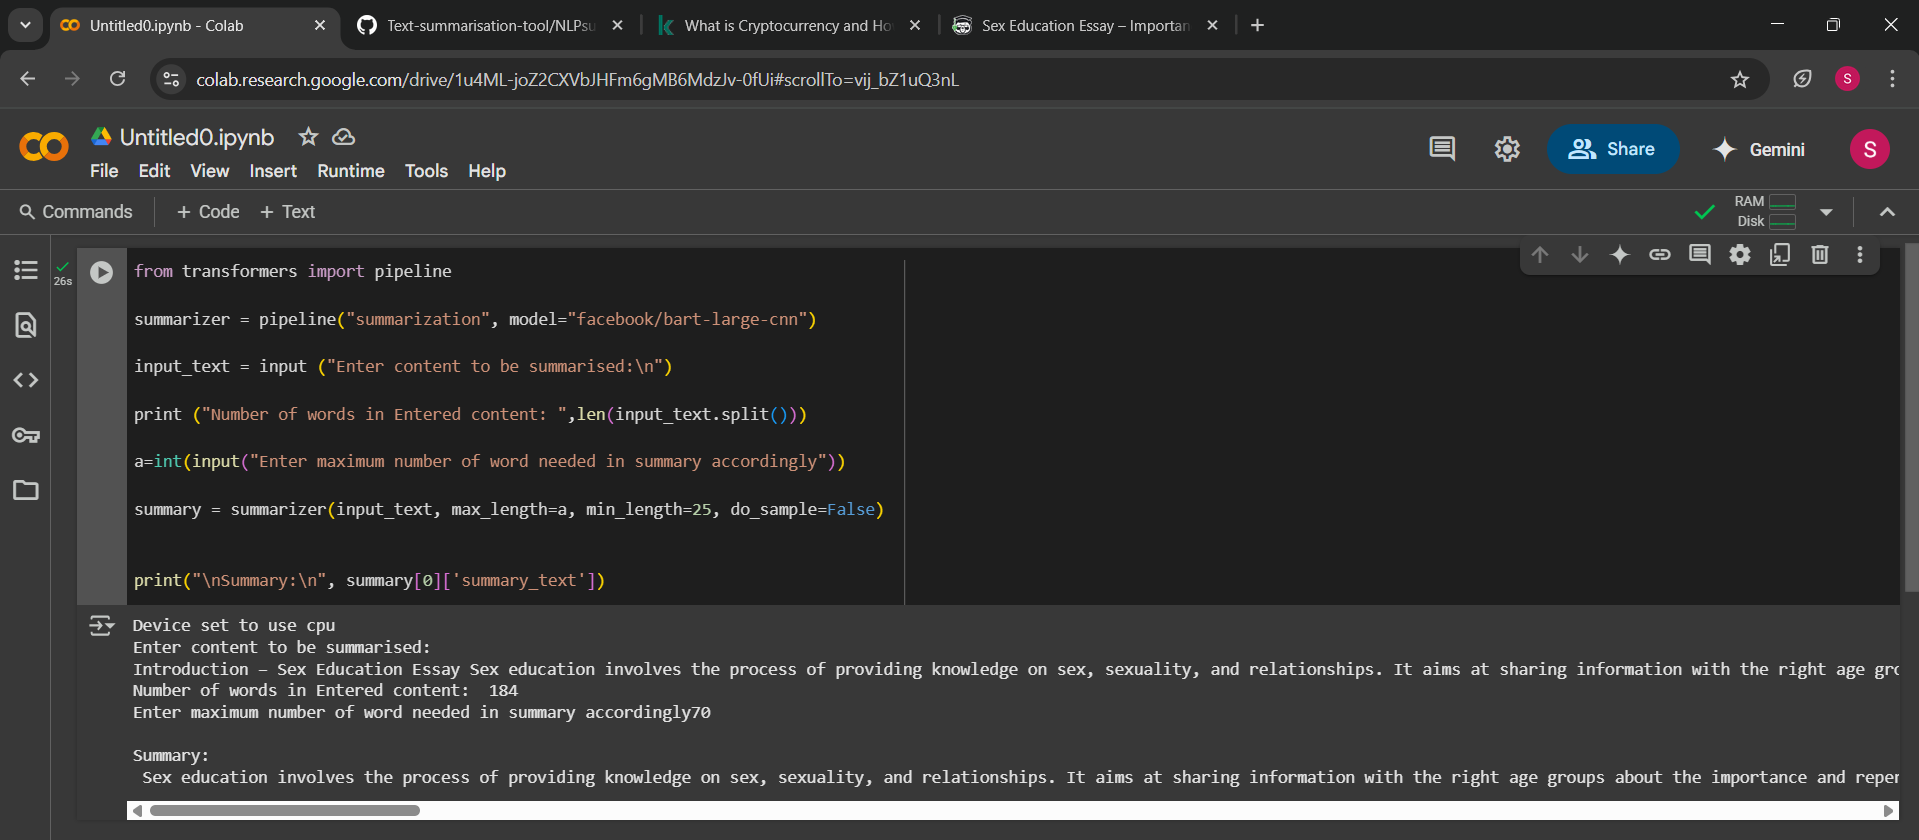 Untitled0.ipynb - Colab
Text-summarisation-tool/NLPsu
What is Cryptocurrency and Ho
Sex Education Essay – Importan
colab.research.google.com/drive/1u4ML-joZ2CXVbJHFm6gMB6MdzJv-0fUi#scrollTo=vij_bZ1uQ3nL
S
CO
Untitled0.ipynb
File Edit View Insert Runtime Tools Help
Share
Gemini
S
Commands + Code + Text
RAM
Disk
26s
from transformers import pipeline
summarizer = pipeline("summarization", model="facebook/bart-large-cnn")
input_text = input ("Enter content to be summarised:\n")
print ("Number of words in Entered content: ",len(input_text.split()))
a=int(input("Enter maximum number of word needed in summary accordingly"))
summary = summarizer(input_text, max_length=a, min_length=25, do_sample=False)
print("\nSummary:\n", summary[0]['summary_text'])
Device set to use cpu
Enter content to be summarised:
Introduction – Sex Education Essay Sex education involves the process of providing knowledge on sex, sexuality, and relationships. It aims at sharing information with the right age gro
Number of words in Entered content:  184
Enter maximum number of word needed in summary accordingly70
Summary:
Sex education involves the process of providing knowledge on sex, sexuality, and relationships. It aims at sharing information with the right age groups about the importance and reper